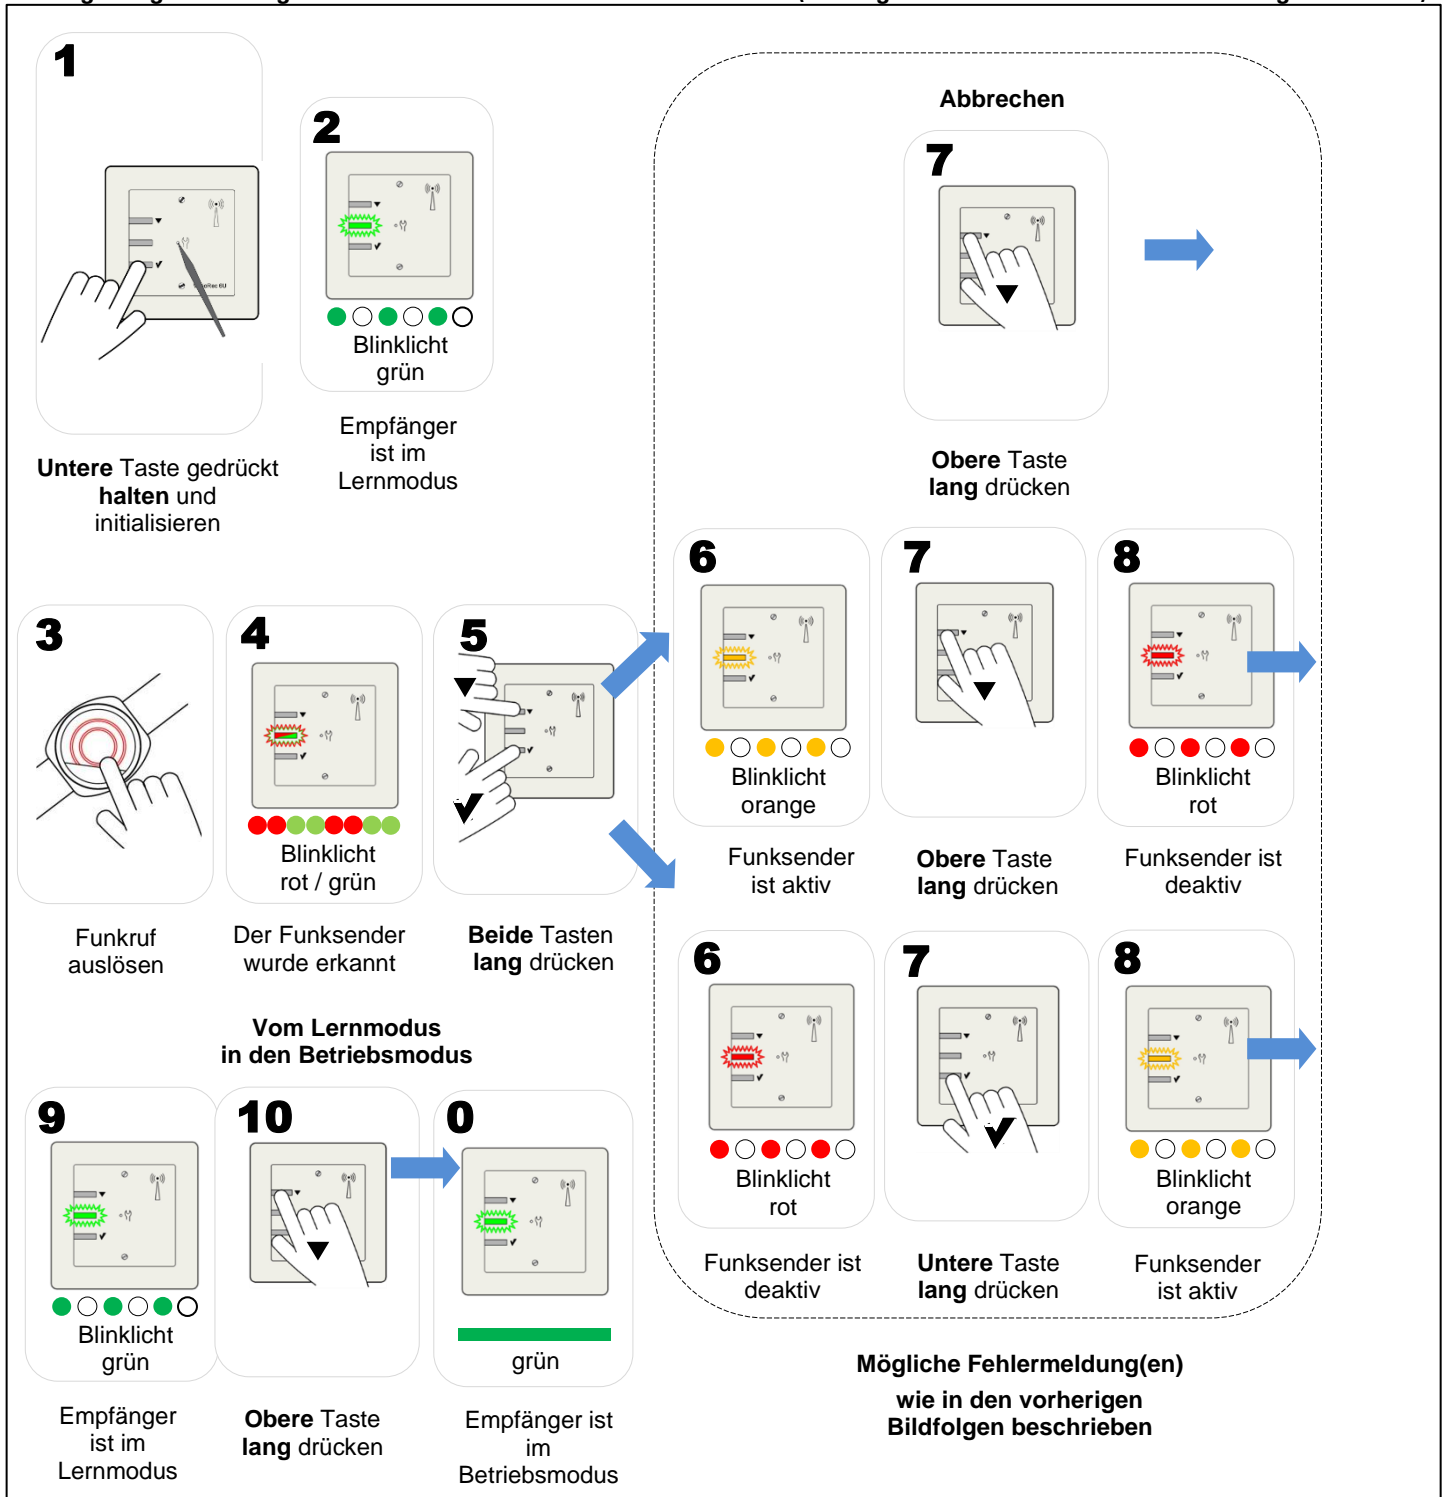 1
Untere Taste gedrückt
halten und
initialisieren
2
Blinklicht
grün
Empfänger
ist im
Lernmodus
Abbrechen
7
Obere Taste
lang drücken
3
Funkruf
auslösen
4
Blinklicht
rot / grün
Der Funksender
wurde erkannt
5
Beide Tasten
lang drücken
6
Blinklicht
orange
Funksender
ist aktiv
7
Obere Taste
lang drücken
8
Blinklicht
rot
Funksender ist
deaktiv
6
Blinklicht
rot
Funksender ist
deaktiv
7
Untere Taste
lang drücken
8
Blinklicht
orange
Funksender
ist aktiv
Vom Lernmodus
in den Betriebsmodus
9
Blinklicht
grün
Empfänger
ist im
Lernmodus
10
Obere Taste
lang drücken
0
grün
Empfänger ist
im
Betriebsmodus
Mögliche Fehlermeldung(en)
wie in den vorherigen
Bildfolgen beschrieben